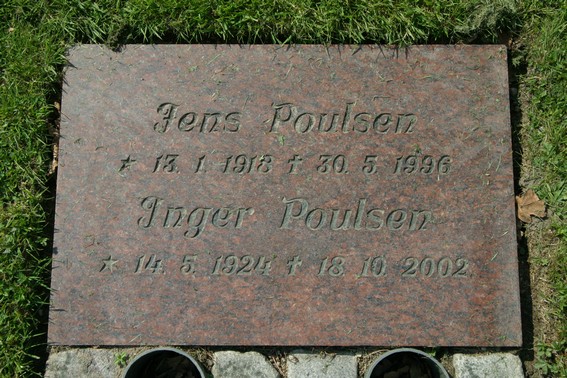 Jens Poulsen
* 13. 1. 1918 † 30. 5. 1996
Inger Poulsen
* 14. 5. 1924 † 18. 10. 2002